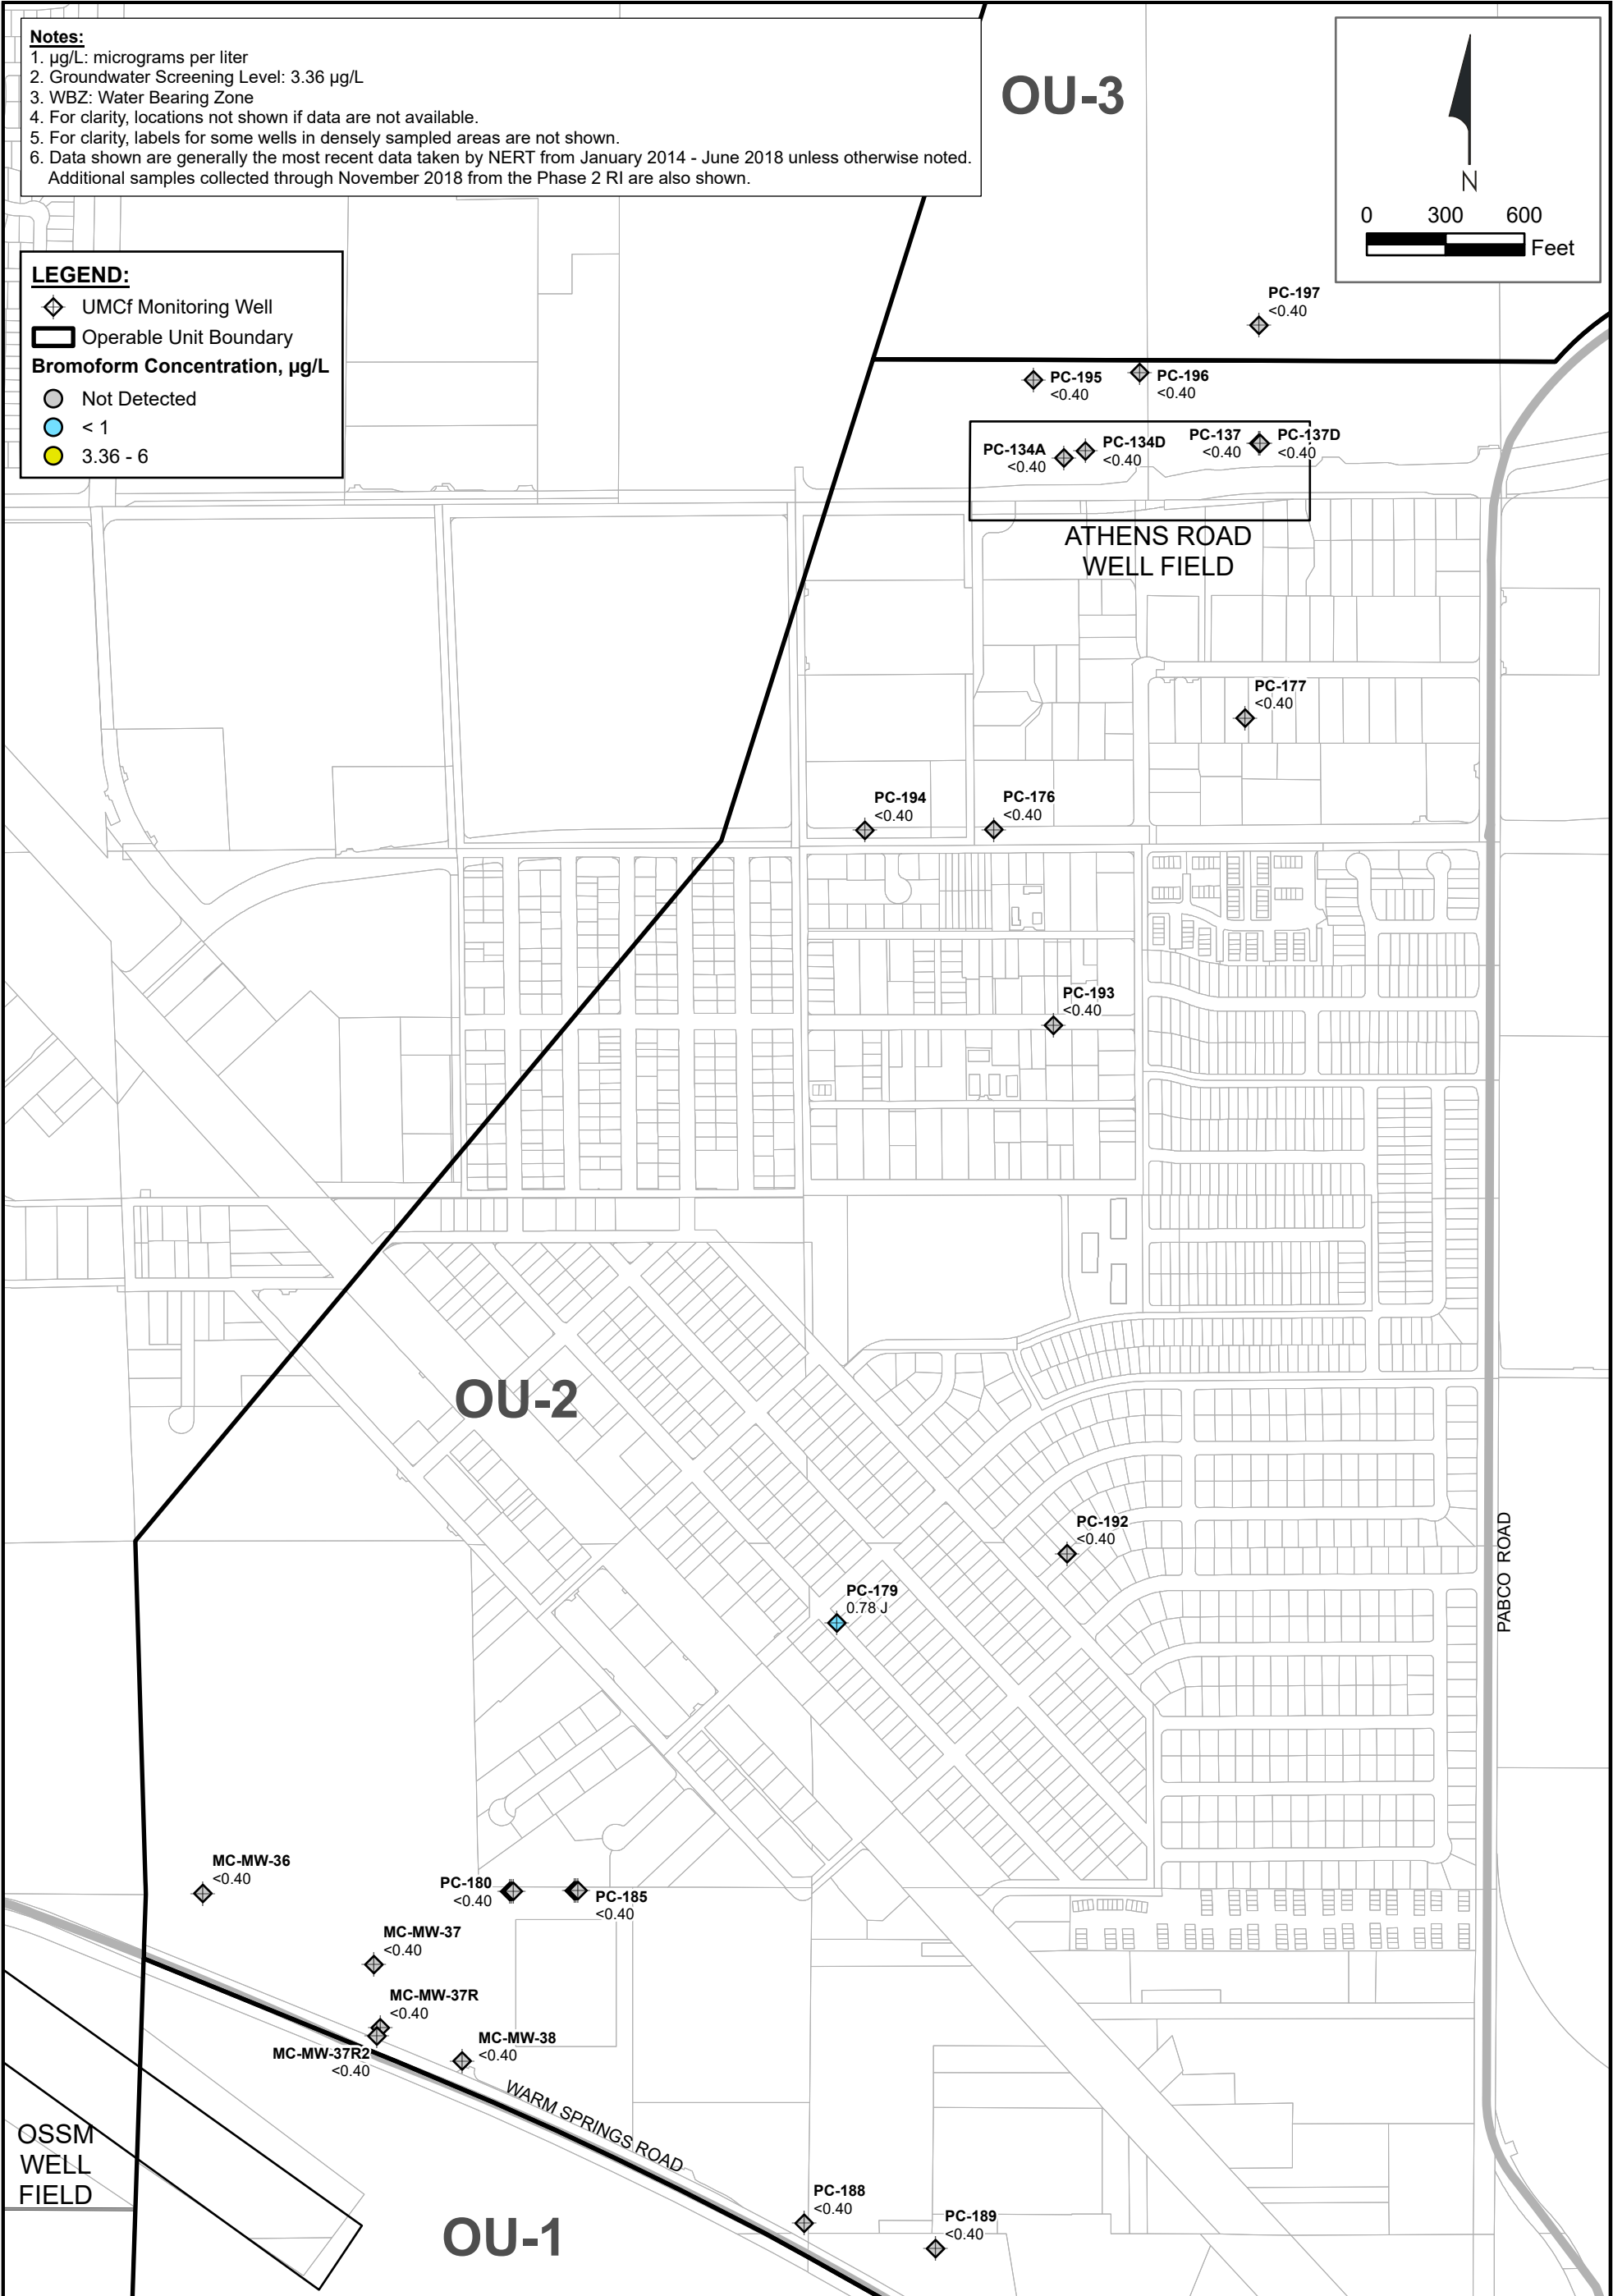 Notes:
1. µg/L: micrograms per liter
2. Groundwater Screening Level: 3.36 µg/L
3. WBZ: Water Bearing Zone
4. For clarity, locations not shown if data are not available.
5. For clarity, labels for some wells in densely sampled areas are not shown.
6. Data shown are generally the most recent data taken by NERT from January 2014 - June 2018 unless otherwise noted.
Additional samples collected through November 2018 from the Phase 2 RI are also shown.
OU-3
N
0 300 600
Feet
LEGEND:
UMCf Monitoring Well
Operable Unit Boundary
Bromoform Concentration, µg/L
Not Detected
< 1
3.36 - 6
PC-197
<0.40
PC-195
<0.40
PC-196
<0.40
PC-134A
<0.40
PC-134D
<0.40
PC-137
<0.40
PC-137D
<0.40
ATHENS ROAD
WELL FIELD
PC-177
<0.40
PC-194
<0.40
PC-176
<0.40
PC-193
<0.40
OU-2
PC-192
<0.40
PABCO ROAD
PC-179
0.78 J
MC-MW-36
<0.40
PC-180
<0.40
PC-185
<0.40
MC-MW-37
<0.40
MC-MW-37R
<0.40
MC-MW-37R2
<0.40
MC-MW-38
<0.40
WARM SPRINGS ROAD
OSSM
WELL
FIELD
PC-188
<0.40
PC-189
<0.40
OU-1